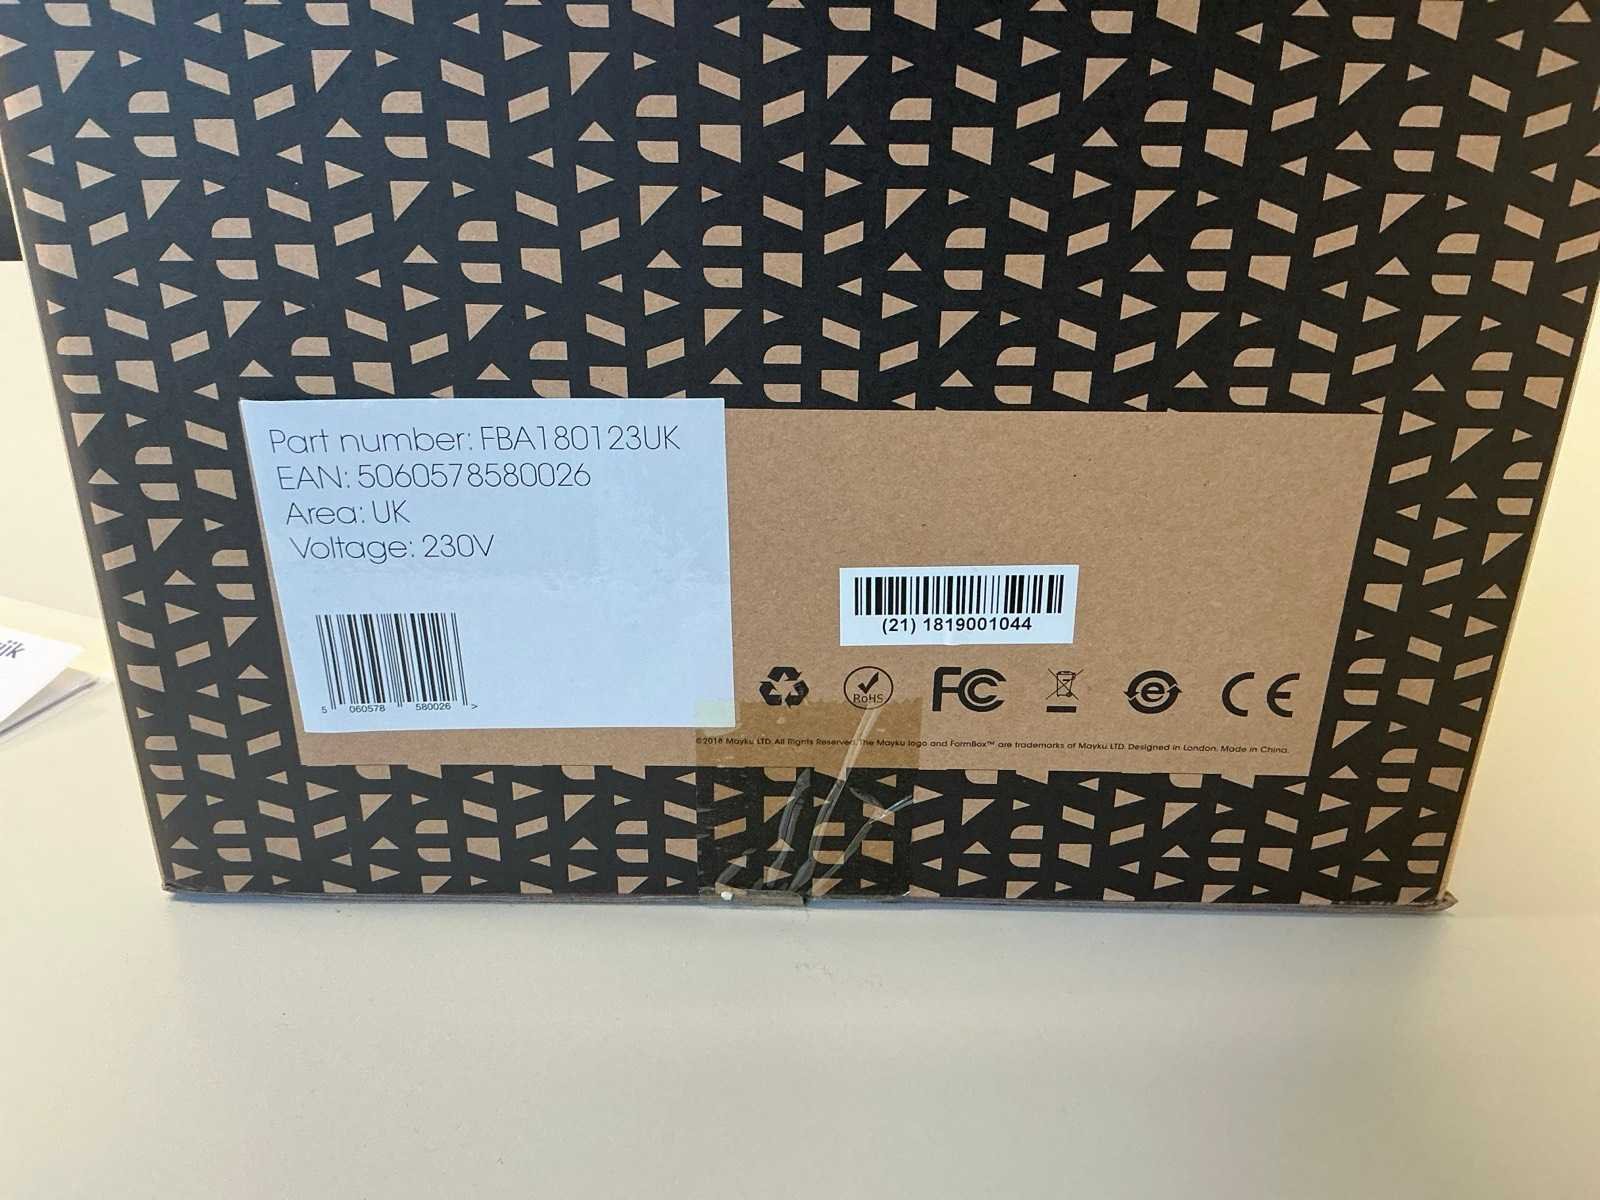 Part number: FBA180123UK
EAN: 5060578580026
Area: UK
Voltage: 230V
5 060578 580026 >
(21) 1819001044
RoHS
FC
e
CE
©2018 Mayku LTD. All Rights Reserved. The Mayku logo and FormBox™ are trademarks of Mayku LTD. Designed in London. Made in China.